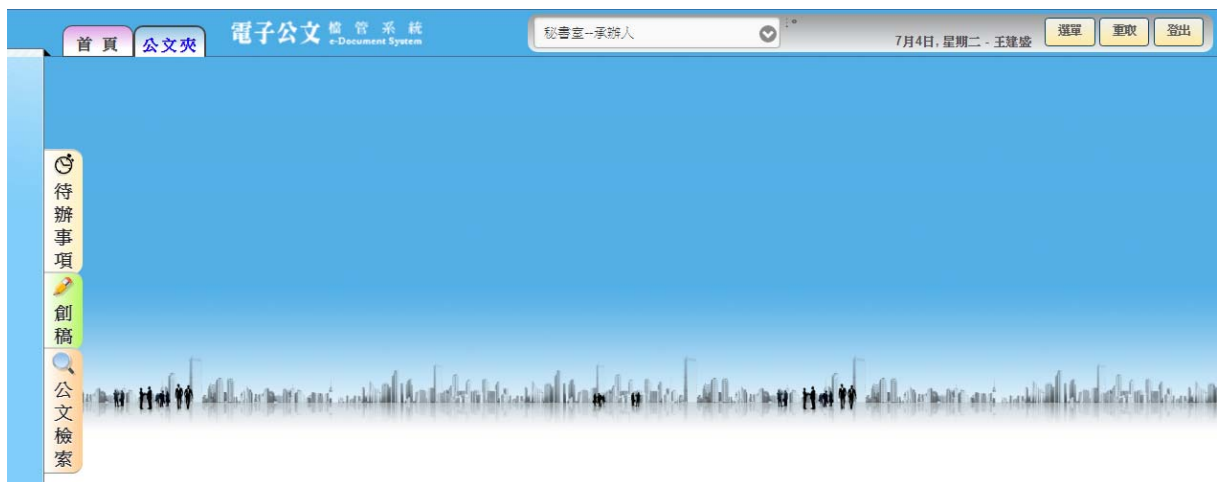 首 頁
公文夾
電子公文 檔 管 系 統
e-Document System
秘書室--承辦人
7月4日, 星期二 - 王建盛
選單
重取
登出
待辦事項
創稿
公文檢索